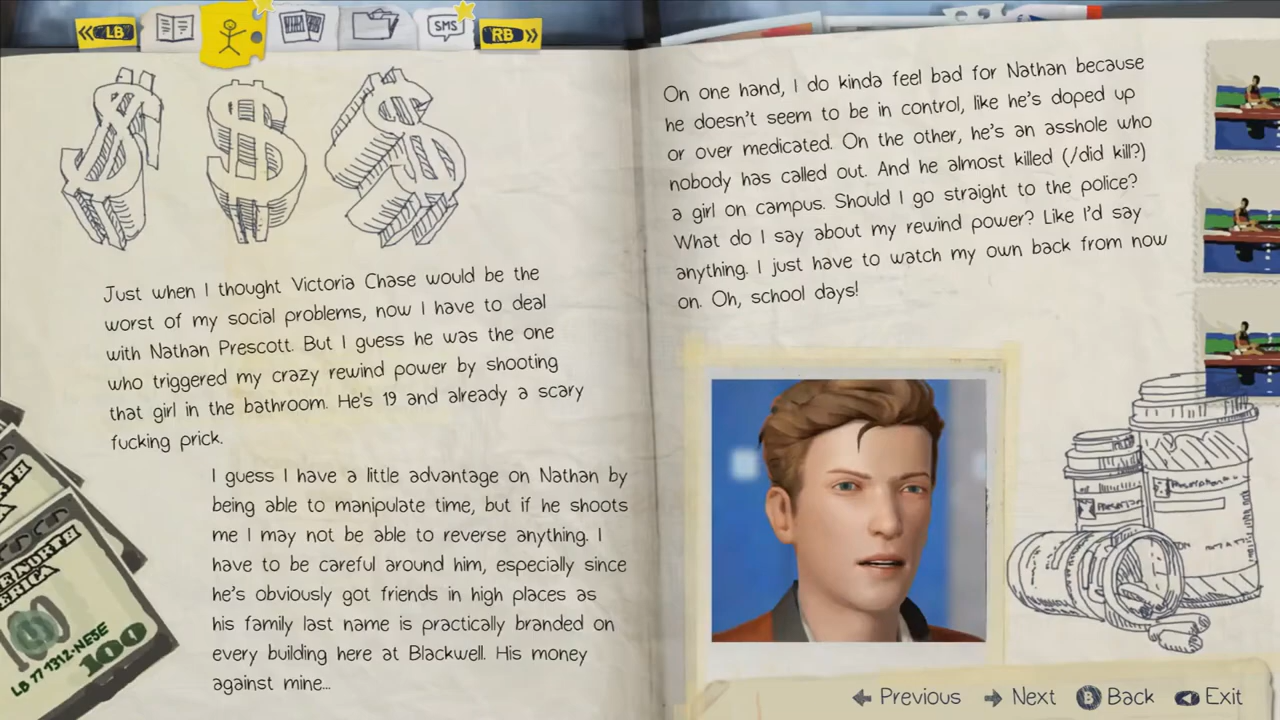 LB
SMS
RB
Just when I thought Victoria Chase would be the
worst of my social problems, now I have to deal
with Nathan Prescott. But I guess he was the one
who triggered my crazy rewind power by shooting
that girl in the bathroom. He's 19 and already a scary
fucking prick.
I guess I have a little advantage on Nathan by
being able to manipulate time, but if he shoots
me I may not be able to reverse anything. I
have to be careful around him, especially since
he's obviously got friends in high places as
his family last name is practically branded on
every building here at Blackwell. His money
against mine...
On one hand, I do kinda feel bad for Nathan because
he doesn't seem to be in control, like he's doped up
or over medicated. On the other, he's an asshole who
nobody has called out. And he almost killed (/did kill?)
a girl on campus. Should I go straight to the police?
What do I say about my rewind power? Like I'd say
anything. I just have to watch my own back from now
on. Oh, school days!
NORTH
LB 77 1312-NESE
100
Previous
Next
B Back
Exit